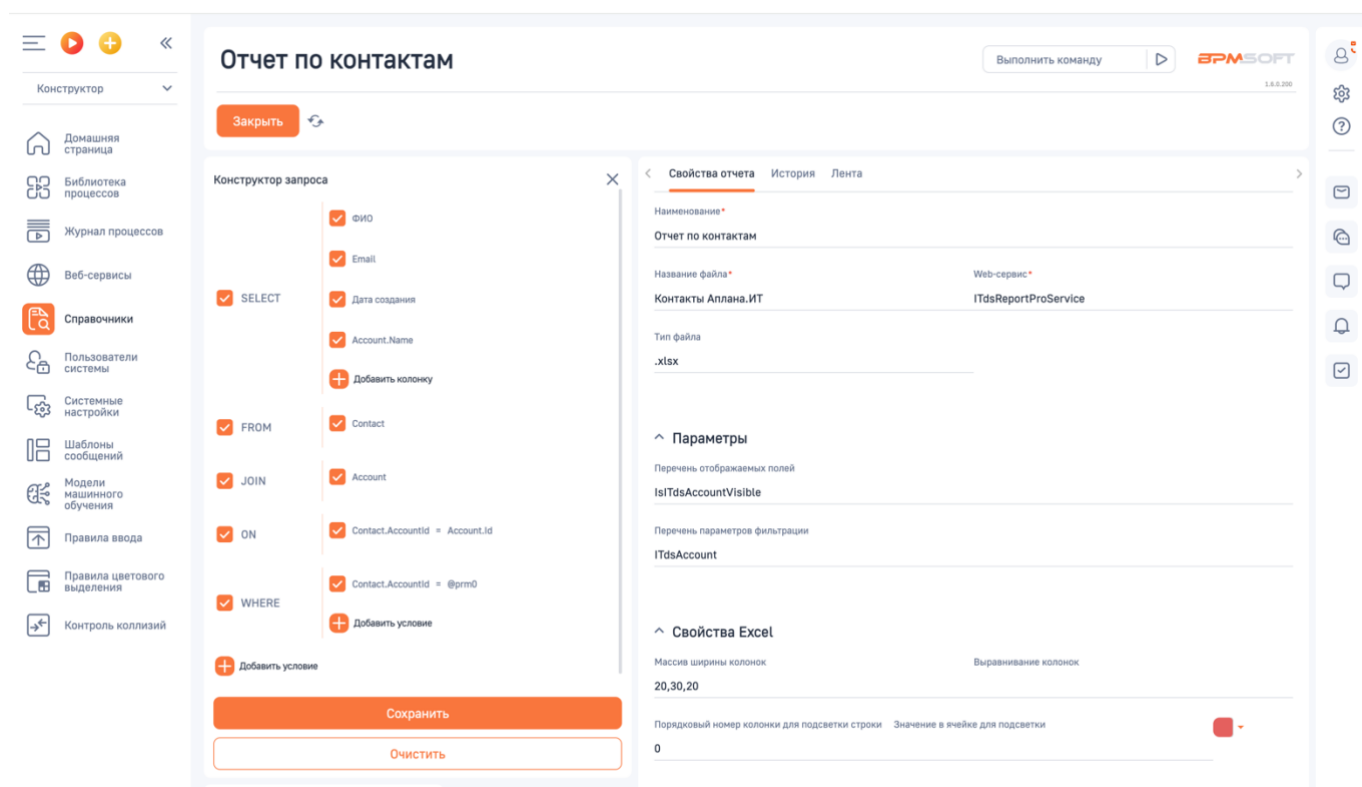 Конструктор
Домашняя
страница
Библиотека
процессов
Журнал процессов
Веб-сервисы
Справочники
Пользователи
системы
Системные
настройки
Шаблоны
сообщений
Модели
машинного
обучения
Правила ввода
Правила цветового
выделения
Контроль коллизий
Отчет по контактам
Выполнить команду
BPMSOFT
1.6.0.200
Закрыть
Конструктор запроса
SELECT
ФИО
Email
Дата создания
Account.Name
Добавить колонку
FROM
Contact
JOIN
Account
ON
Contact.AccountId = Account.Id
WHERE
Contact.AccountId = @prm0
Добавить условие
Добавить условие
Сохранить
Очистить
Свойства отчета История Лента
Наименование*
Отчет по контактам
Название файла* Web-сервис*
Контакты Аплана.ИТ ITdsReportProService
Тип файла
.xlsx
Параметры
Перечень отображаемых полей
IsITdsAccountVisible
Перечень параметров фильтрации
ITdsAccount
Свойства Excel
Массив ширины колонок Выравнивание колонок
20,30,20
Порядковый номер колонки для подсветки строки Значение в ячейке для подсветки
0